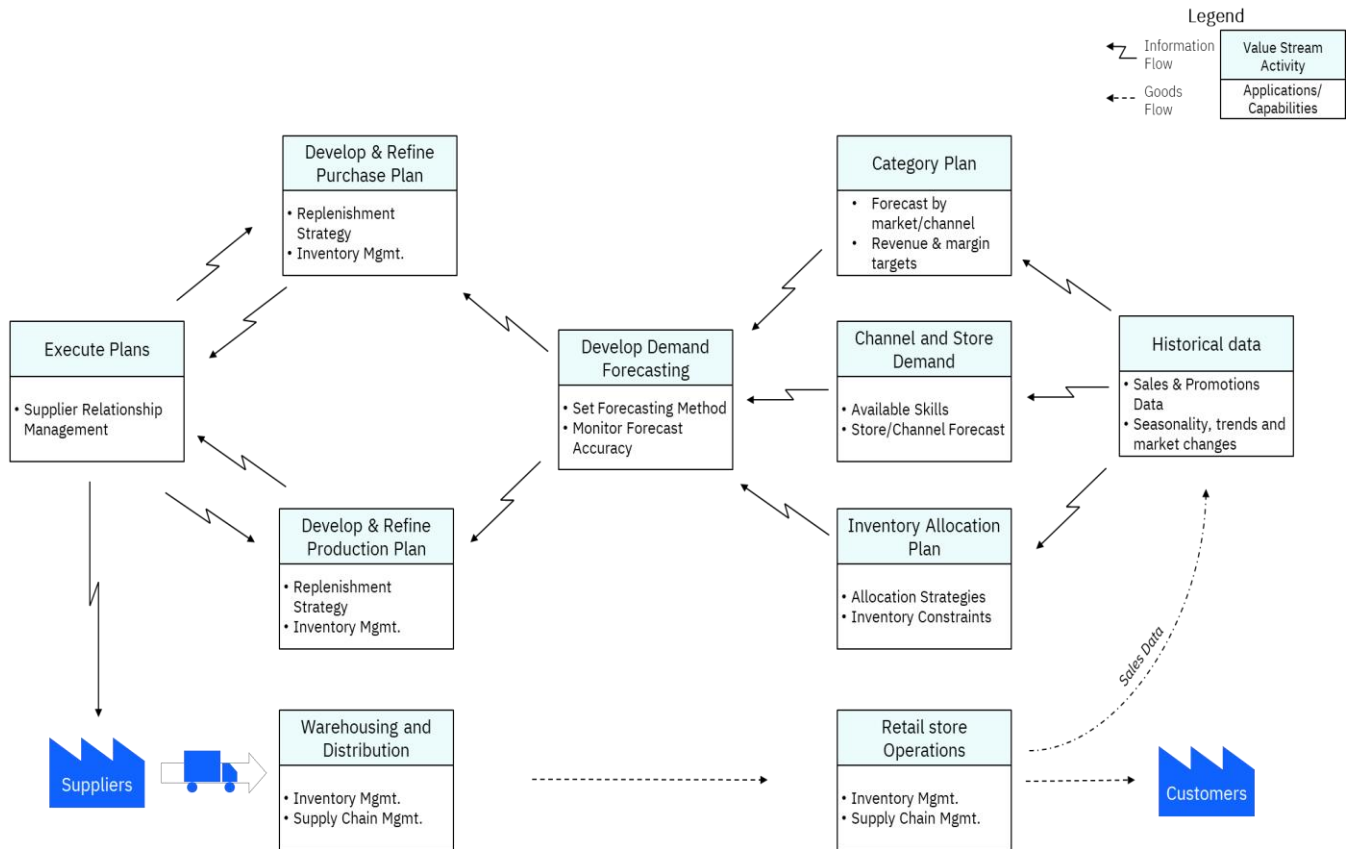 Legend
Information
Flow
Goods
Flow
Value Stream
Activity
Applications/
Capabilities
Develop & Refine
Purchase Plan
• Replenishment
Strategy
• Inventory Mgmt.
Category Plan
• Forecast by
market/channel
• Revenue & margin
targets
Execute Plans
• Supplier Relationship
Management
Develop Demand
Forecasting
• Set Forecasting Method
• Monitor Forecast
Accuracy
Channel and Store
Demand
• Available Skills
• Store/Channel Forecast
Historical data
• Sales & Promotions
Data
• Seasonality, trends and
market changes
Develop & Refine
Production Plan
• Replenishment
Strategy
• Inventory Mgmt.
Inventory Allocation
Plan
• Allocation Strategies
• Inventory Constraints
Sales Data
Suppliers
Warehousing and
Distribution
• Inventory Mgmt.
• Supply Chain Mgmt.
Retail store
Operations
• Inventory Mgmt.
• Supply Chain Mgmt.
Customers